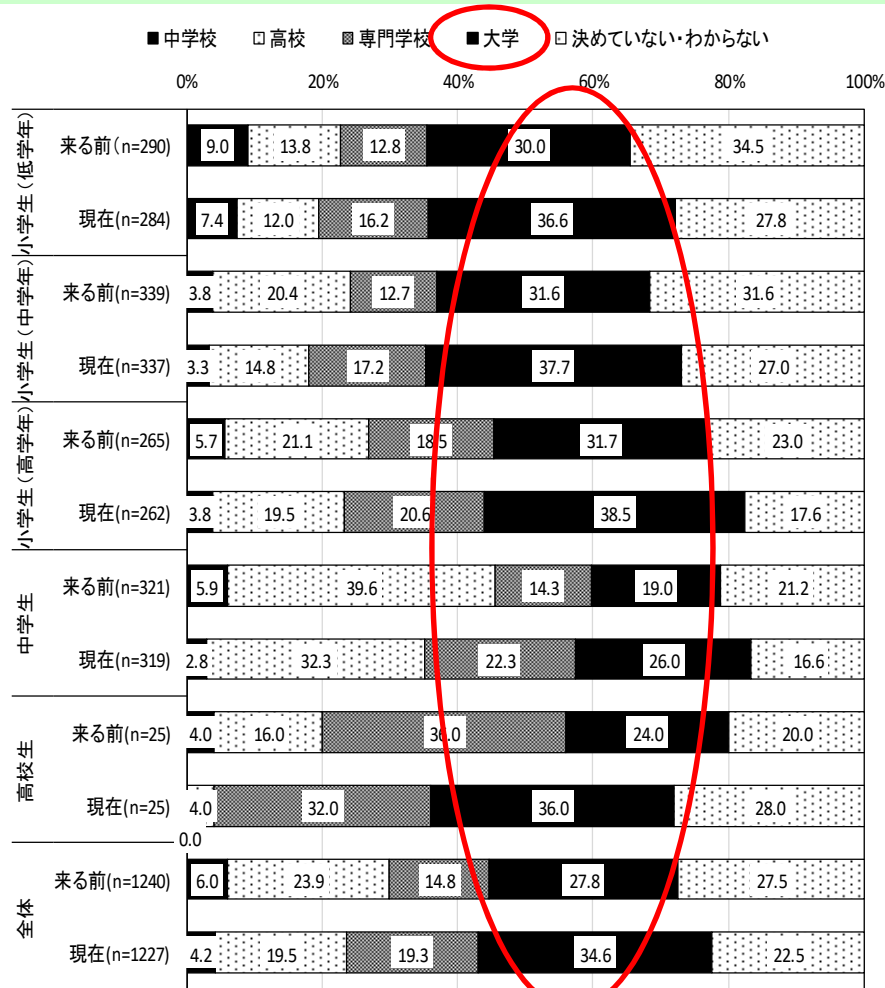 ■中学校 □高校 ▩専門学校 ■大学 □決めていない・わからない
0% 20% 40% 60% 80% 100%
小学生(低学年)
来る前(n=290) 9.0 13.8 12.8 30.0 34.5
現在(n=284) 7.4 12.0 16.2 36.6 27.8
小学生(中学年)
来る前(n=339) 3.8 20.4 12.7 31.6 31.6
現在(n=337) 3.3 14.8 17.2 37.7 27.0
小学生(高学年)
来る前(n=265) 5.7 21.1 18.5 31.7 23.0
現在(n=262) 3.8 19.5 20.6 38.5 17.6
中学生
来る前(n=321) 5.9 39.6 14.3 19.0 21.2
現在(n=319) 2.8 32.3 22.3 26.0 16.6
高校生
来る前(n=25) 4.0 16.0 36.0 24.0 20.0
現在(n=25) 4.0 32.0 36.0 28.0
0.0
全体
来る前(n=1240) 6.0 23.9 14.8 27.8 27.5
現在(n=1227) 4.2 19.5 19.3 34.6 22.5